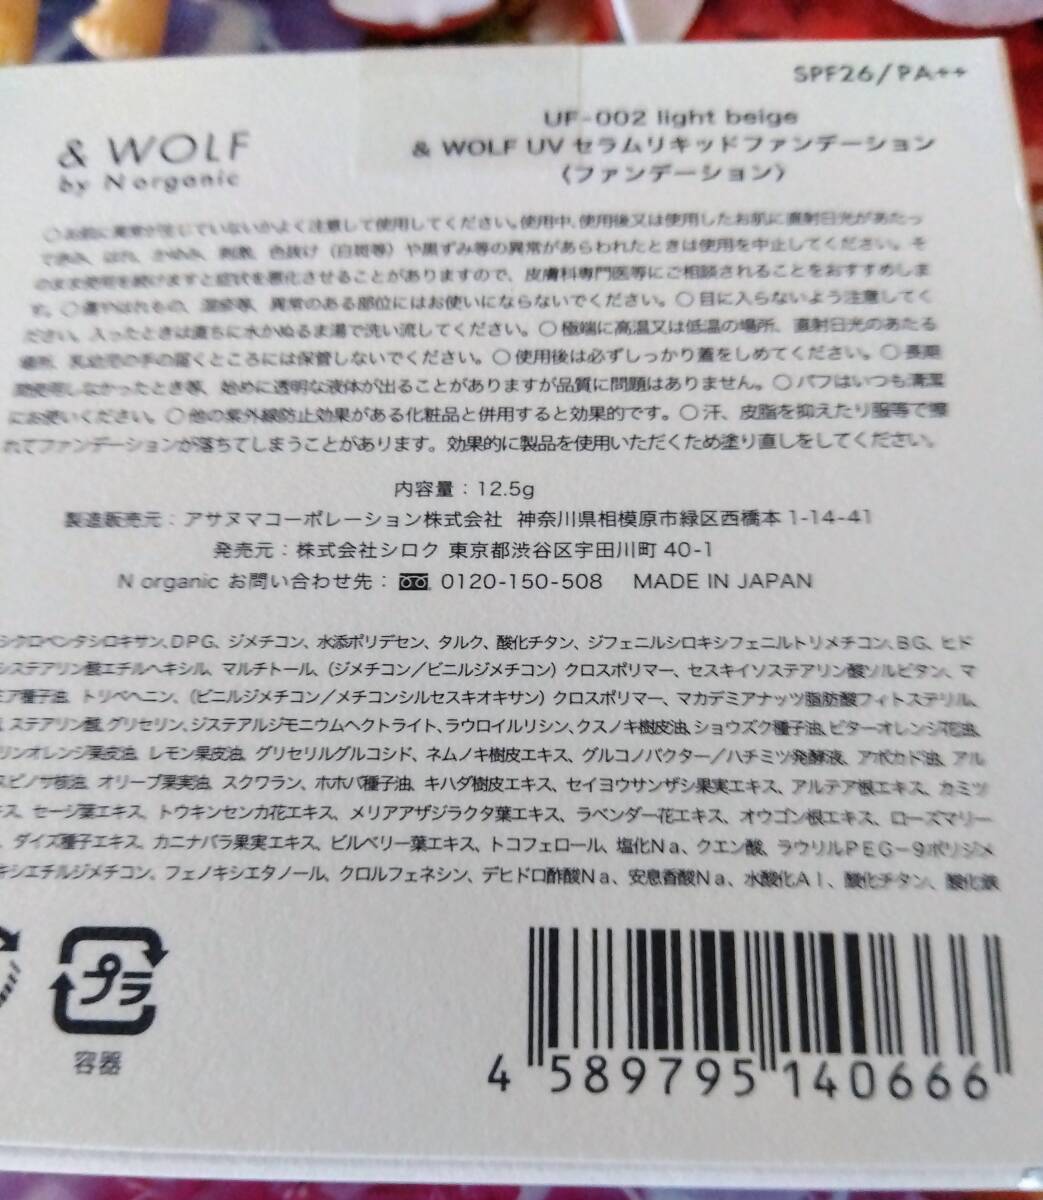 SPF26/PA++
UF-002 light beige
& WOLF
by N organic
& WOLF UV セラムリキッドファンデーション
〈ファンデーション〉
○お肌に異常が生じていないかよく注意して使用してください。使用中、使用後又は使用したお肌に直射日光があたっ
て赤み、はれ、かゆみ、刺激、色抜け（白斑等）や黒ずみ等の異常があらわれたときは使用を中止してください。そ
のまま使用を続けますと症状を悪化させることがありますので、皮膚科専門医等にご相談されることをおすすめしま
す。○傷やはれもの、湿疹等、異常のある部位にはお使いにならないでください。○目に入らないよう注意してく
ださい。入ったときは直ちに水かぬるま湯で洗い流してください。○極端に高温又は低温の場所、直射日光のあたる
場所、乳幼児の手の届くところには保管しないでください。○使用後は必ずしっかり蓋をしめてください。○長期
間使用しなかったとき等、始めに透明な液体が出ることがありますが品質に問題はありません。○パフはいつも清潔
にお使いください。○他の紫外線防止効果がある化粧品と併用すると効果的です。○汗、皮脂を抑えたり服等で擦
れてファンデーションが落ちてしまうことがあります。効果的に製品を使用いただくため塗り直しをしてください。
内容量：12.5g
製造販売元：アサヌマコーポレーション株式会社 神奈川県相模原市緑区西橋本1-14-41
発売元：株式会社シロク 東京都渋谷区宇田川町 40-1
N organic お問い合わせ先： 0120-150-508 MADE IN JAPAN
シクロペンタシロキサン、DPG、ジメチコン、水添ポリデセン、タルク、酸化チタン、ジフェニルシロキシフェニルトリメチコン、BG、ヒド
システアリン酸エチルヘキシル、マルチトール、（ジメチコン／ビニルジメチコン）クロスポリマー、セスキイソステアリン酸ソルビタン、マ
ミア種子油、トリベヘニン、（ビニルジメチコン／メチコンシルセスキオキサン）クロスポリマー、マカデミアナッツ脂肪酸フィトステリル、
ステアリン酸、グリセリン、ジステアルジモニウムヘクトライト、ラウロイルリシン、クスノキ樹皮油、ショウズク種子油、ビターオレンジ花油、
リンオレンジ果皮油、レモン果皮油、グリセリルグルコシド、ネムノキ樹皮エキス、グルコノバクター／ハチミツ発酵液、アボカド油、アル
スピノサ核油、オリーブ果実油、スクワラン、ホホバ種子油、キハダ樹皮エキス、セイヨウサンザシ果実エキス、アルテア根エキス、カミツ
キス、セージ葉エキス、トウキンセンカ花エキス、メリアアザジラクタ葉エキス、ラベンダー花エキス、オウゴン根エキス、ローズマリー
、ダイズ種子エキス、カニナバラ果実エキス、ビルベリー葉エキス、トコフェロール、塩化Na、クエン酸、ラウリルPEG－9ポリジメ
キシエチルジメチコン、フェノキシエタノール、クロルフェネシン、デヒドロ酢酸Na、安息香酸Na、水酸化Al、酸化チタン、酸化鉄
プラ
容器
4 589795 140666